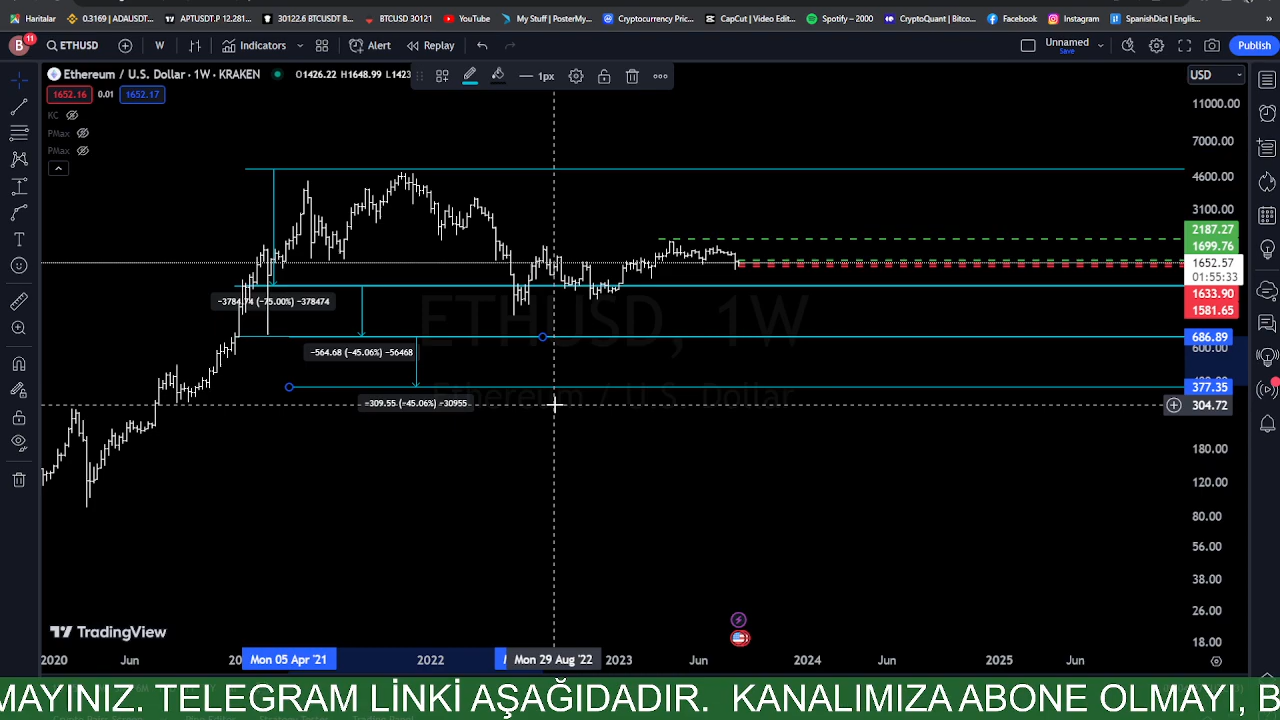 Haritalar 0.3169 | ADAUSDT... APTUSDT.P 12.281... 30122.6 BTCUSDT B... BTCUSD 30121 YouTube My Stuff | PosterMy... Cryptocurrency Pric... CapCut | Video Edit... Spotify – 2000 CryptoQuant | Bitco... Facebook Instagram SpanishDict | Englis... »
B 11 ETHUSD W Indicators Alert Replay Unnamed Save Publish
Ethereum / U.S. Dollar · 1W · KRAKEN O1426.22 H1648.99 L1423 1px USD
1652.16 0.01 1652.17
KC
PMax
PMax
11000.00
7000.00
4600.00
3100.00
2187.27
1699.76
1652.57
01:55:33
1633.90
1581.65
-3784.74 (-75.00%) -378474
ETHUSD, 1W
686.89
600.00
-564.68 (-45.06%) -56468
377.35
Ethereum / U.S. Dollar
-309.55 (-45.06%) -30955
304.72
180.00
120.00
80.00
56.00
38.00
26.00
18.00
TradingView
2020 Jun Mon 05 Apr '21 2022 Mon 29 Aug '22 2023 Jun 2024 Jun 2025 Jun
MAYINIZ. TELEGRAM LİNKİ AŞAĞIDADIR. KANALIMIZA ABONE OLMAYI, B